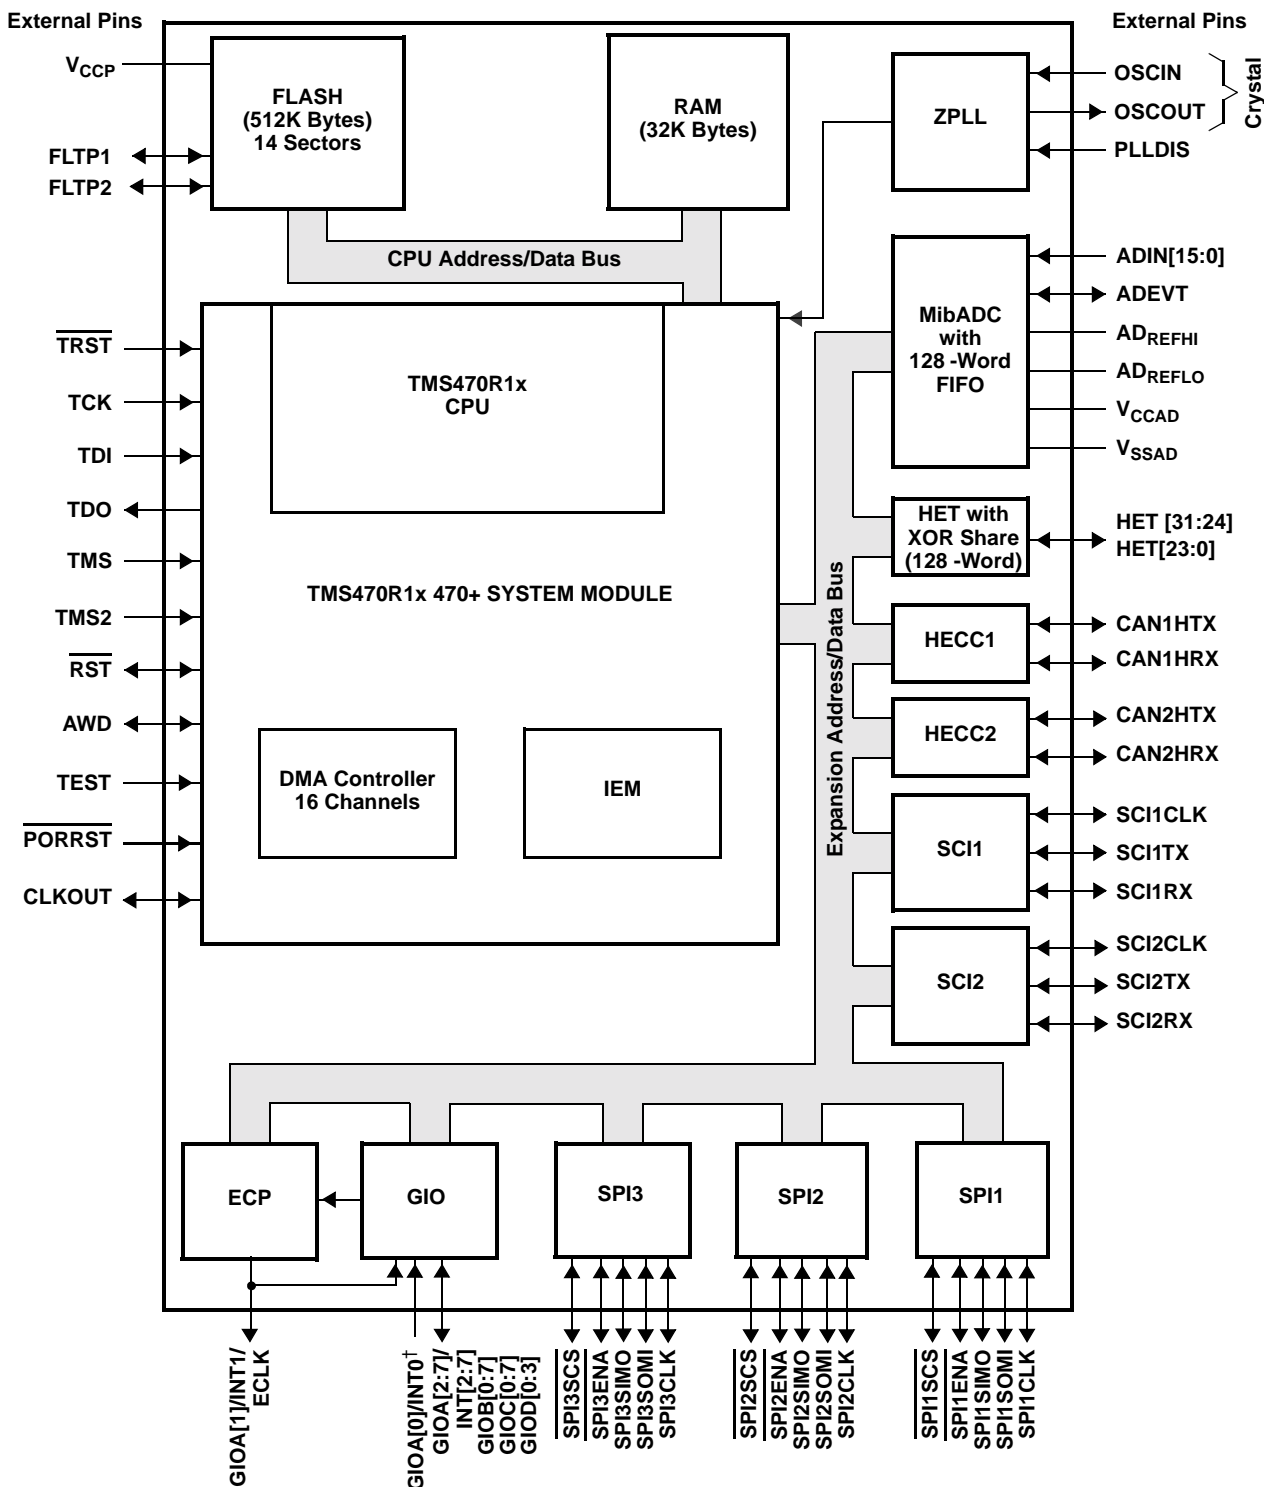 External Pins
External Pins
VCCP
FLTP1
FLTP2
FLASH
(512K Bytes)
14 Sectors
RAM
(32K Bytes)
ZPLL
OSCIN
OSCOUT
Crystal
PLLDIS
CPU Address/Data Bus
MibADC
with
128 -Word
FIFO
ADIN[15:0]
ADEVT
ADREFHI
ADREFLO
VCCAD
VSSAD
TRST
TCK
TDI
TDO
TMS
TMS2
RST
AWD
TEST
PORRST
CLKOUT
TMS470R1x
CPU
TMS470R1x 470+ SYSTEM MODULE
DMA Controller
16 Channels
IEM
Expansion Address/Data Bus
HET with
XOR Share
(128 -Word)
HET [31:24]
HET[23:0]
HECC1
CAN1HTX
CAN1HRX
HECC2
CAN2HTX
CAN2HRX
SCI1
SCI1CLK
SCI1TX
SCI1RX
SCI2
SCI2CLK
SCI2TX
SCI2RX
ECP
GIO
SPI3
SPI2
SPI1
GIOA[1]/INT1/
ECLK
GIOA[0]/INT0†
GIOA[2:7]/
INT[2:7]
GIOB[0:7]
GIOC[0:7]
GIOD[0:3]
SPI3SCS
SPI3ENA
SPI3SIMO
SPI3SOMI
SPI3CLK
SPI2SCS
SPI2ENA
SPI2SIMO
SPI2SOMI
SPI2CLK
SPI1SCS
SPI1ENA
SPI1SIMO
SPI1SOMI
SPI1CLK